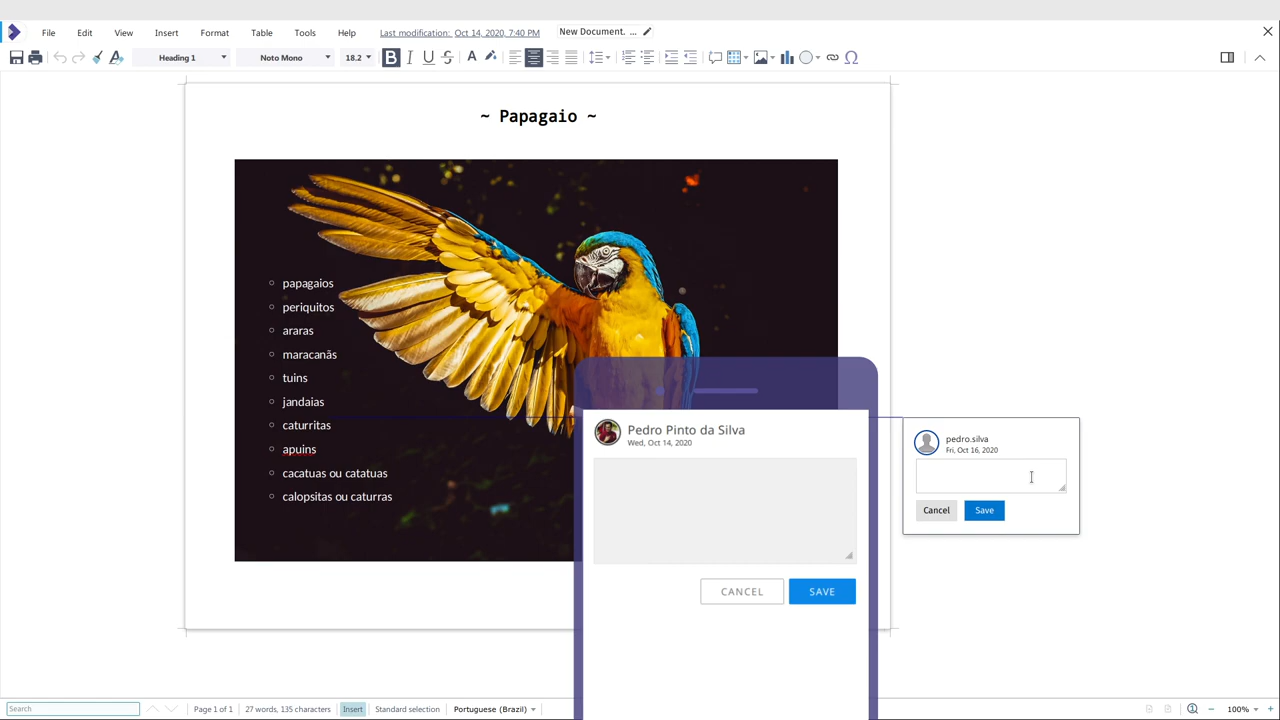 File Edit View Insert Format Table Tools Help Last modification: Oct 14, 2020, 7:40 PM New Document. ...
Heading 1 Noto Mono 18.2 B I U S A Ω
~ Papagaio ~
papagaios
periquitos
araras
maracanãs
tuins
jandaias
caturritas
apuins
cacatuas ou catatuas
calopsitas ou caturras
Pedro Pinto da Silva
Wed, Oct 14, 2020
CANCEL SAVE
pedro.silva
Fri, Oct 16, 2020
Cancel Save
Search Page 1 of 1 27 words, 135 characters Insert Standard selection Portuguese (Brazil) 100%